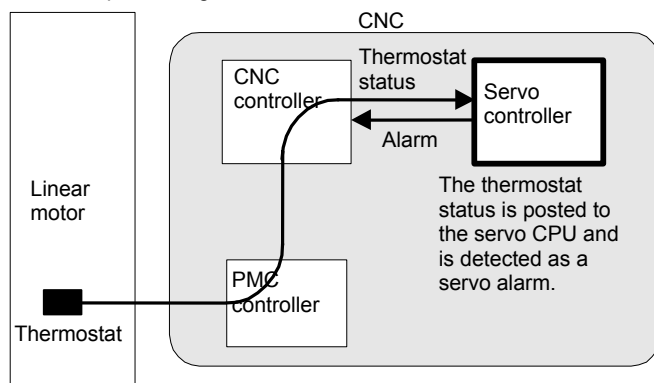 CNC
Thermostat
status
CNC
controller
Servo
controller
Alarm
Linear
motor
The thermostat
status is posted to
the servo CPU and
is detected as a
servo alarm.
PMC
controller
Thermostat